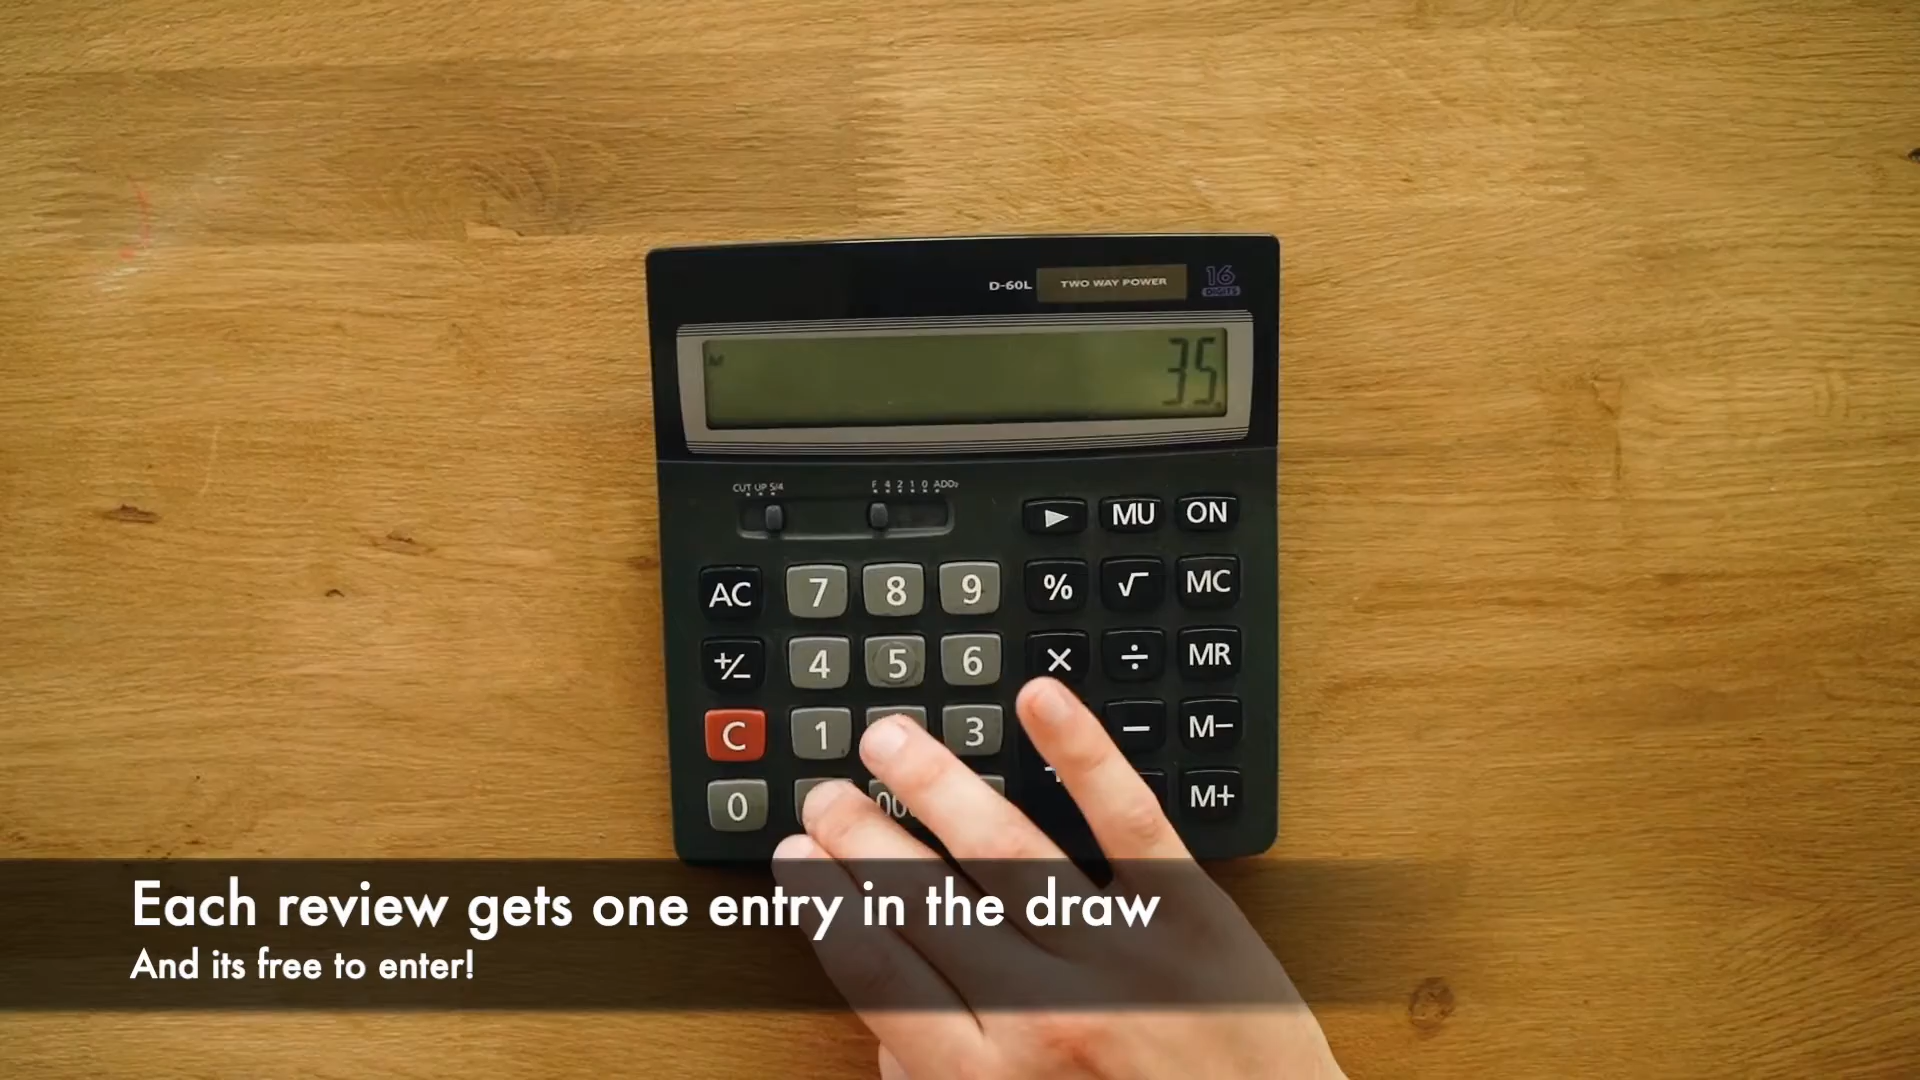 D-60L TWO WAY POWER 16
DIGITS
M 35.
CUT UP 5/4 F 4 2 1 0 ADD₂
▶ MU ON
AC 7 8 9 % √ MC
+/− 4 5 6 × ÷ MR
C 1 3 − M−
0 M+
Each review gets one entry in the draw
And its free to enter!